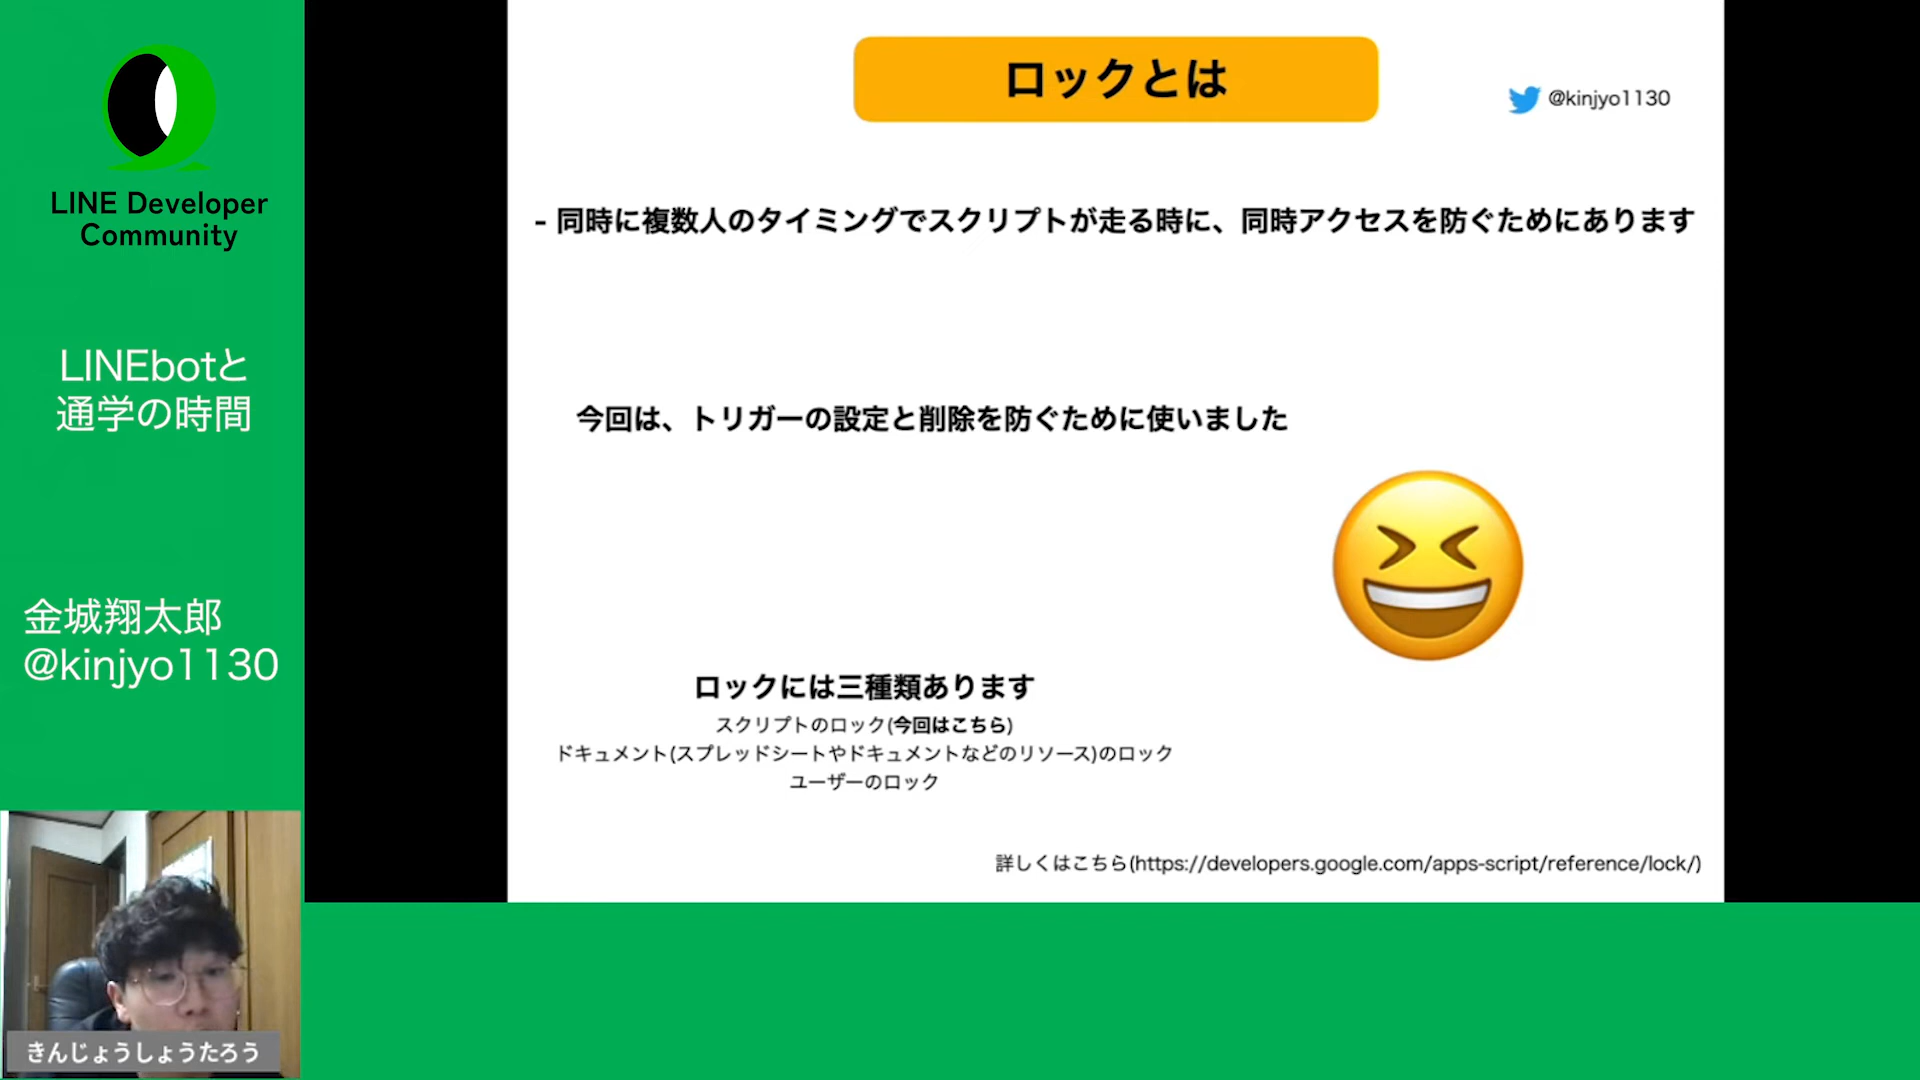 LINE Developer
Community
LINEbotと
通学の時間
金城翔太郎
@kinjyo1130
きんじょうしょうたろう
ロックとは
@kinjyo1130
- 同時に複数人のタイミングでスクリプトが走る時に、同時アクセスを防ぐためにあります
今回は、トリガーの設定と削除を防ぐために使いました
ロックには三種類あります
スクリプトのロック(今回はこちら)
ドキュメント(スプレッドシートやドキュメントなどのリソース)のロック
ユーザーのロック
詳しくはこちら(https://developers.google.com/apps-script/reference/lock/)